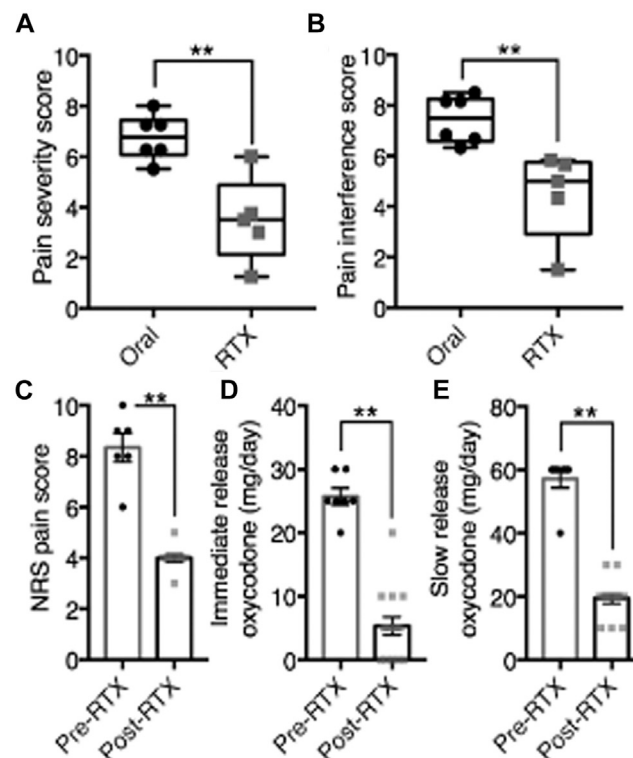 A
B
**
**
Pain severity score
10
8
6
4
2
0
Oral
RTX
Pain interference score
10
8
6
4
2
0
Oral
RTX
C
D
E
**
**
**
NRS pain score
10
8
6
4
2
0
Pre-RTX
Post-RTX
Immediate release
oxycodone (mg/day)
40
30
20
10
0
Pre-RTX
Post-RTX
Slow release
oxycodone (mg/day)
80
60
40
20
0
Pre-RTX
Post-RTX